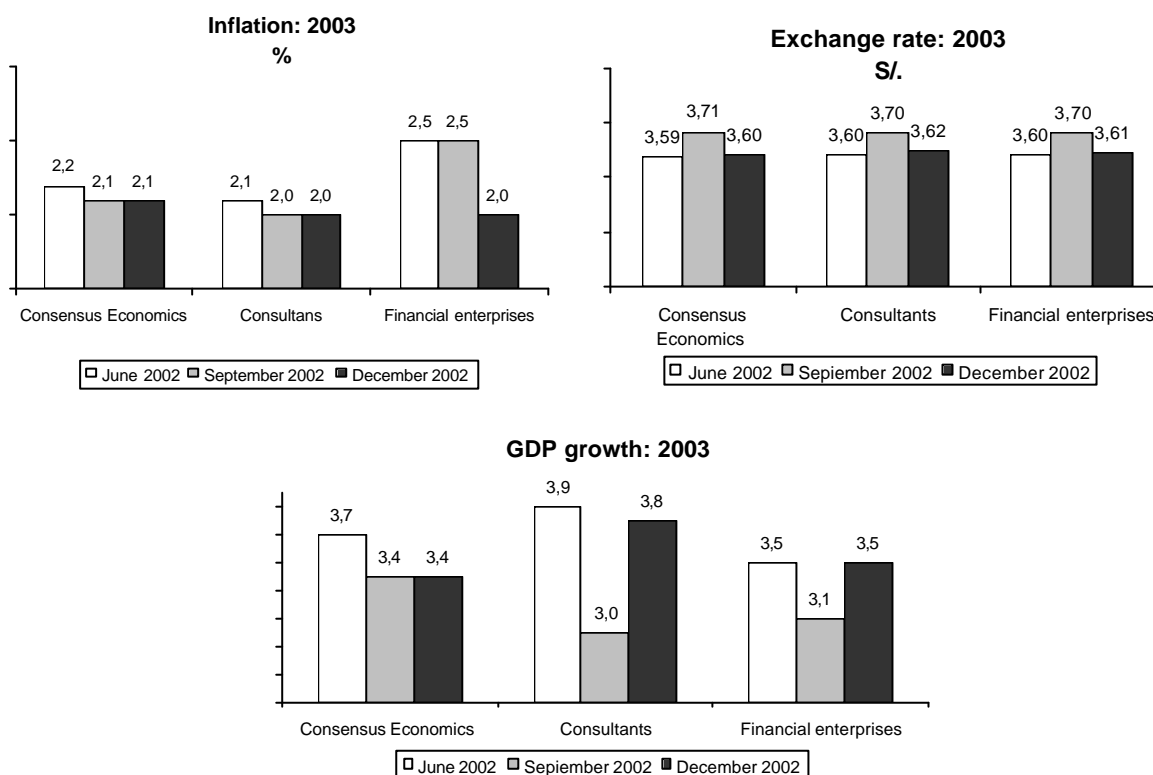 Inflation: 2003
%
2,2
2,1
2,1
2,1
2,0
2,0
2,5
2,5
2,0
Consensus Economics
Consultans
Financial enterprises
June 2002
September 2002
December 2002
Exchange rate: 2003
S/.
3,59
3,71
3,60
3,60
3,70
3,62
3,60
3,70
3,61
Consensus
Economics
Consultants
Financial enterprises
June 2002
Sepiember 2002
December 2002
GDP growth: 2003
3,7
3,4
3,4
3,9
3,0
3,8
3,5
3,1
3,5
Consensus Economics
Consultants
Financial enterprises
June 2002
Sepiember 2002
December 2002